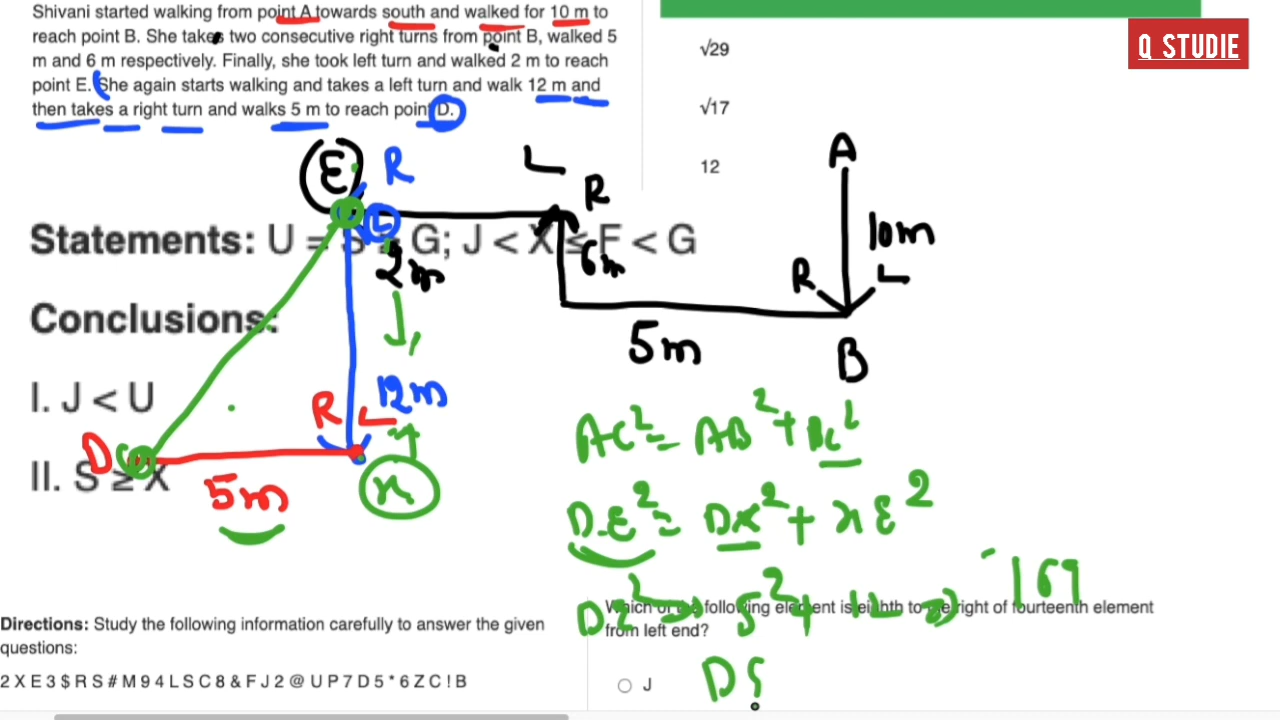 Shivani started walking from point A towards south and walked for 10 m to
reach point B. She takes two consecutive right turns from point B, walked 5
m and 6 m respectively. Finally, she took left turn and walked 2 m to reach
point E. She again starts walking and takes a left turn and walk 12 m and
then takes a right turn and walks 5 m to reach point D.
√29
√17
12
Q STUDIE
E R
L
R
A
L
Statements: U = S ≥ G; J < X ≤ F < G
2m
6m
10m
R L
Conclusions:
5m
B
I. J < U
12m
R L
D
II. S ≥ X
5m
x
AC² = AB² + BC²
DE² = DX² + xE²
169
Which of the following element is eighth to the right of fourteenth element
from left end?
Directions: Study the following information carefully to answer the given
questions:
2 X E 3 $ R S # M 9 4 L S C 8 & F J 2 @ U P 7 D 5 * 6 Z C ! B
J